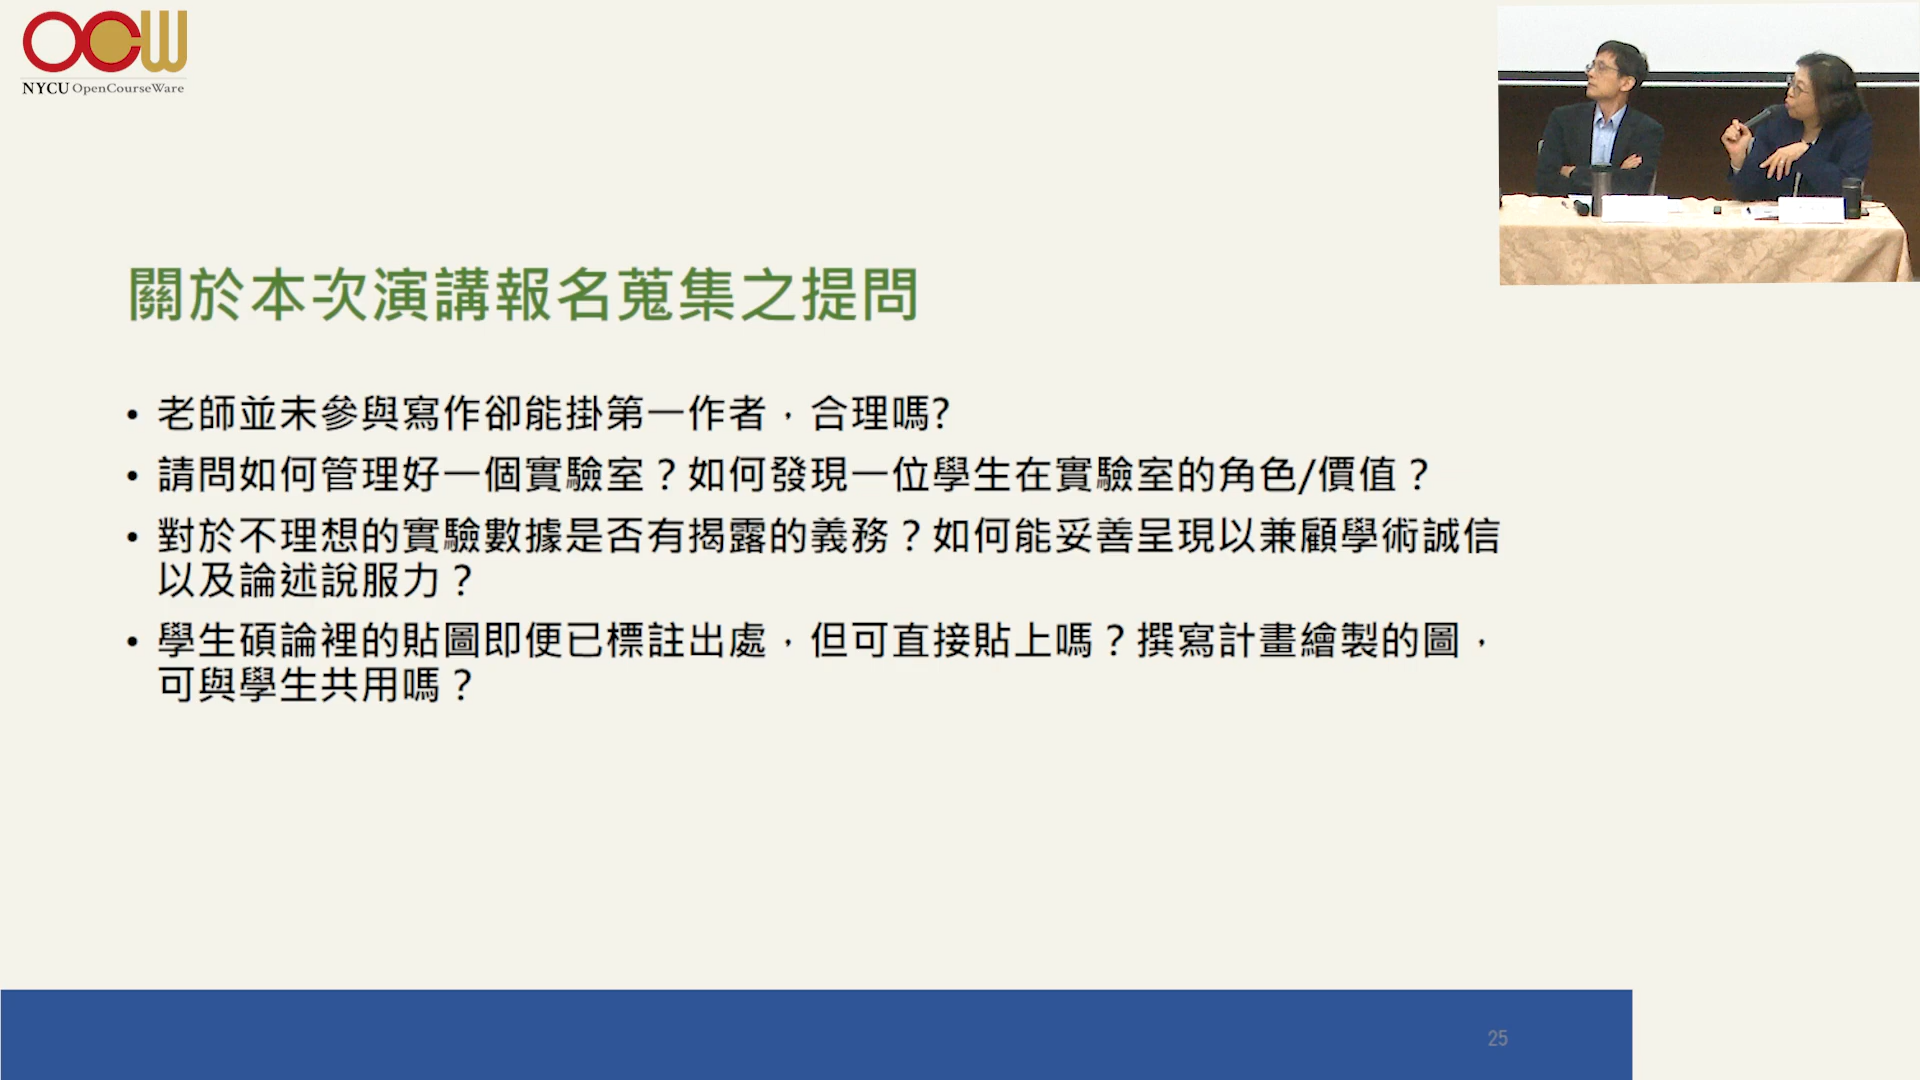 OCW
NYCU OpenCourseWare
關於本次演講報名蒐集之提問
• 老師並未參與寫作卻能掛第一作者，合理嗎?
• 請問如何管理好一個實驗室？如何發現一位學生在實驗室的角色/價值？
• 對於不理想的實驗數據是否有揭露的義務？如何能妥善呈現以兼顧學術誠信
以及論述說服力？
• 學生碩論裡的貼圖即便已標註出處，但可直接貼上嗎？撰寫計畫繪製的圖，
可與學生共用嗎？
25